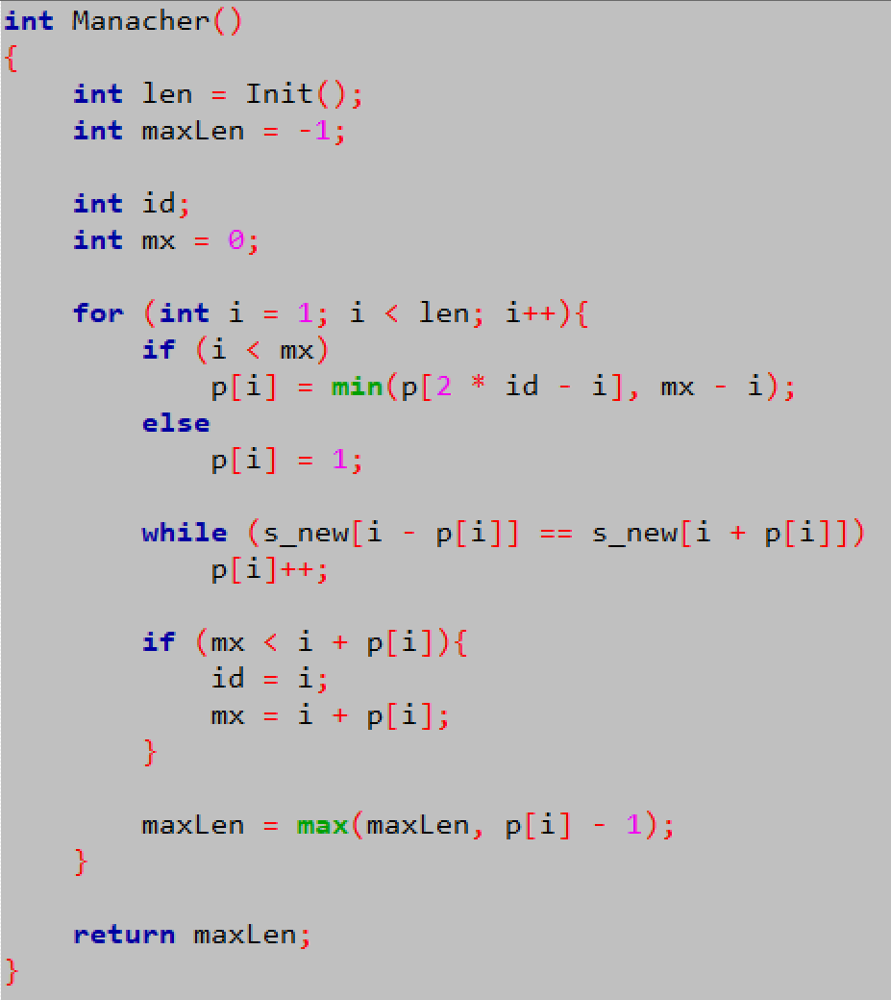 int Manacher()
{
    int len = Init();
    int maxLen = -1;

    int id;
    int mx = 0;

    for (int i = 1; i < len; i++){
        if (i < mx)
            p[i] = min(p[2 * id - i], mx - i);
        else
            p[i] = 1;

        while (s_new[i - p[i]] == s_new[i + p[i]])
            p[i]++;

        if (mx < i + p[i]){
            id = i;
            mx = i + p[i];
        }

        maxLen = max(maxLen, p[i] - 1);
    }

    return maxLen;
}